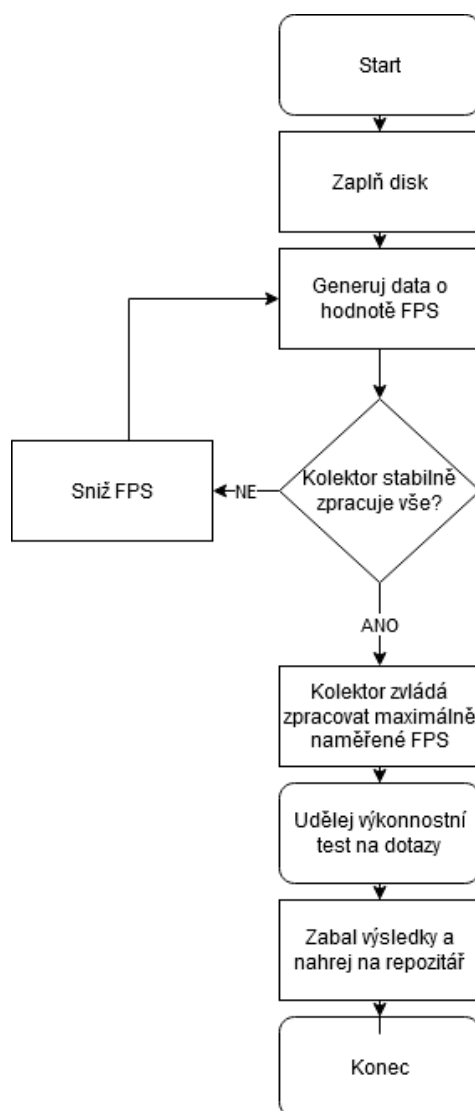 Start
Zaplň disk
Generuj data o
hodnotě FPS
Kolektor stabilně
zpracuje vše?
Sniž FPS
NE
ANO
Kolektor zvládá
zpracovat maximálně
naměřené FPS
Udělej výkonnostní
test na dotazy
Zabal výsledky a
nahrej na repozitář
Konec